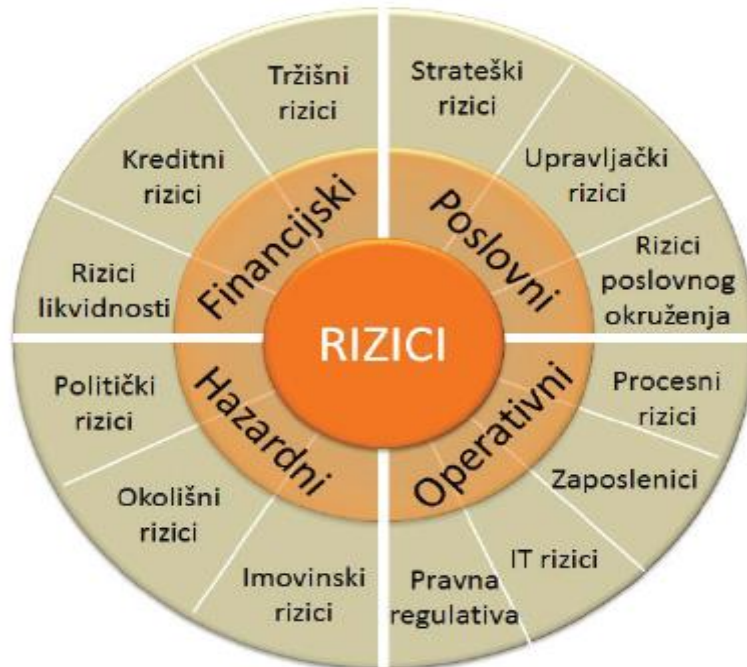 Tržišni
rizici
Strateški
rizici
Kreditni
rizici
Upravljački
rizici
Financijski
Poslovni
Rizici
likvidnosti
Rizici
poslovnog
okruženja
RIZICI
Politički
rizici
Hazardni
Operativni
Procesni
rizici
Okolišni
rizici
Zaposlenici
Imovinski
rizici
Pravna
regulativa
IT rizici